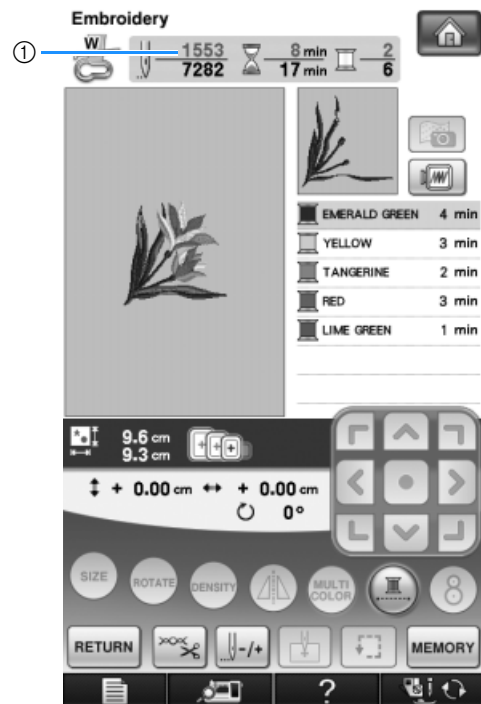 Embroidery
①
W
1553 8 min 2
7282 17 min 6
EMERALD GREEN 4 min
YELLOW 3 min
TANGERINE 2 min
RED 3 min
LIME GREEN 1 min
9.6 cm
9.3 cm
+ 0.00 cm + 0.00 cm
0°
SIZE ROTATE DENSITY MULTI COLOR 8
RETURN -/+ MEMORY
?